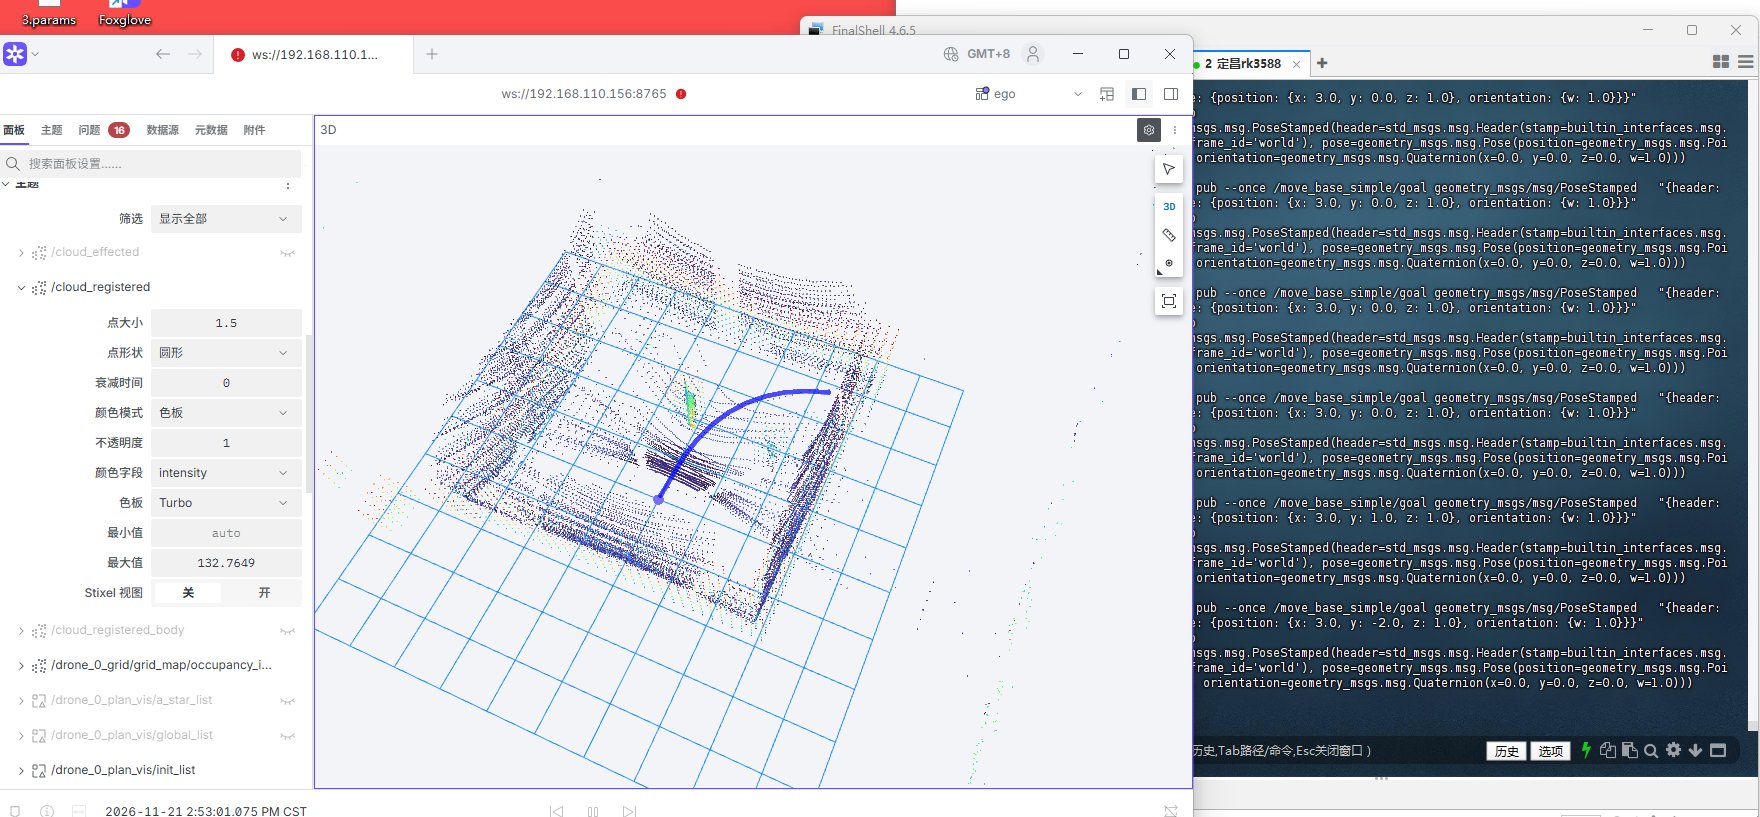 3.params
Foxglove
FinalShell 4.6.5
ws://192.168.110.1...
GMT+8
2 定昌rk3588
ws://192.168.110.156:8765
ego
面板
主题
问题
16
数据源
元数据
附件
3D
搜索面板设置......
主题
筛选
显示全部
/cloud_effected
/cloud_registered
点大小
1.5
点形状
圆形
衰减时间
0
颜色模式
色板
不透明度
1
颜色字段
intensity
色板
Turbo
最小值
auto
最大值
132.7649
Stixel 视图
关
开
/cloud_registered_body
/drone_0_grid/grid_map/occupancy_i...
/drone_0_plan_vis/a_star_list
/drone_0_plan_vis/global_list
/drone_0_plan_vis/init_list
3D
2026-11-21 2:53:01.075 PM CST
: {position: {x: 3.0, y: 0.0, z: 1.0}, orientation: {w: 1.0}}}"
sgs.msg.PoseStamped(header=std_msgs.msg.Header(stamp=builtin_interfaces.msg.
rame_id='world'), pose=geometry_msgs.msg.Pose(position=geometry_msgs.msg.Poi
orientation=geometry_msgs.msg.Quaternion(x=0.0, y=0.0, z=0.0, w=1.0)))
pub --once /move_base_simple/goal geometry_msgs/msg/PoseStamped "{header:
: {position: {x: 3.0, y: 0.0, z: 1.0}, orientation: {w: 1.0}}}"
sgs.msg.PoseStamped(header=std_msgs.msg.Header(stamp=builtin_interfaces.msg.
rame_id='world'), pose=geometry_msgs.msg.Pose(position=geometry_msgs.msg.Poi
orientation=geometry_msgs.msg.Quaternion(x=0.0, y=0.0, z=0.0, w=1.0)))
pub --once /move_base_simple/goal geometry_msgs/msg/PoseStamped "{header:
: {position: {x: 3.0, y: 0.0, z: 1.0}, orientation: {w: 1.0}}}"
sgs.msg.PoseStamped(header=std_msgs.msg.Header(stamp=builtin_interfaces.msg.
rame_id='world'), pose=geometry_msgs.msg.Pose(position=geometry_msgs.msg.Poi
orientation=geometry_msgs.msg.Quaternion(x=0.0, y=0.0, z=0.0, w=1.0)))
pub --once /move_base_simple/goal geometry_msgs/msg/PoseStamped "{header:
: {position: {x: 3.0, y: 0.0, z: 1.0}, orientation: {w: 1.0}}}"
sgs.msg.PoseStamped(header=std_msgs.msg.Header(stamp=builtin_interfaces.msg.
rame_id='world'), pose=geometry_msgs.msg.Pose(position=geometry_msgs.msg.Poi
orientation=geometry_msgs.msg.Quaternion(x=0.0, y=0.0, z=0.0, w=1.0)))
pub --once /move_base_simple/goal geometry_msgs/msg/PoseStamped "{header:
: {position: {x: 3.0, y: 1.0, z: 1.0}, orientation: {w: 1.0}}}"
sgs.msg.PoseStamped(header=std_msgs.msg.Header(stamp=builtin_interfaces.msg.
rame_id='world'), pose=geometry_msgs.msg.Pose(position=geometry_msgs.msg.Poi
orientation=geometry_msgs.msg.Quaternion(x=0.0, y=0.0, z=0.0, w=1.0)))
pub --once /move_base_simple/goal geometry_msgs/msg/PoseStamped "{header:
: {position: {x: 3.0, y: -2.0, z: 1.0}, orientation: {w: 1.0}}}"
sgs.msg.PoseStamped(header=std_msgs.msg.Header(stamp=builtin_interfaces.msg.
rame_id='world'), pose=geometry_msgs.msg.Pose(position=geometry_msgs.msg.Poi
orientation=geometry_msgs.msg.Quaternion(x=0.0, y=0.0, z=0.0, w=1.0)))
历史,Tab路径/命令,Esc关闭窗口 )
历史
选项